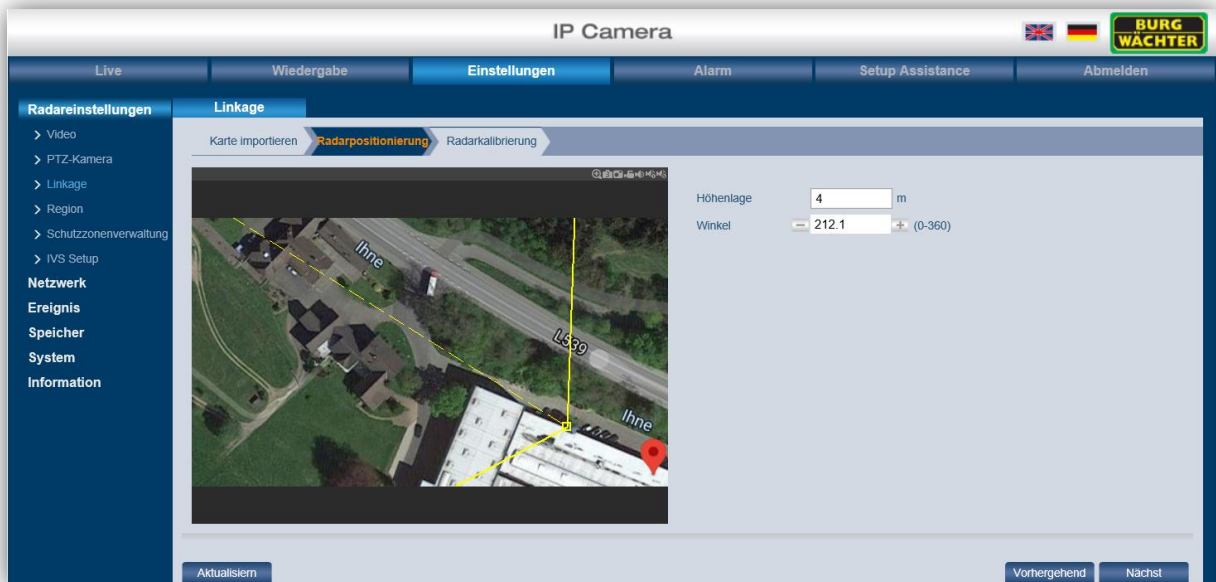 IP Camera
BURG
WÄCHTER
Live
Wiedergabe
Einstellungen
Alarm
Setup Assistance
Abmelden
Radareinstellungen
Linkage
> Video
> PTZ-Kamera
> Linkage
> Region
> Schutzzonenverwaltung
> IVS Setup
Netzwerk
Ereignis
Speicher
System
Information
Karte importieren
Radarpositionierung
Radarkalibrierung
Ihne
L539
Ihne
Höhenlage 4 m
Winkel − 212.1 + (0-360)
Aktualisiern
Vorhergehend
Nächst